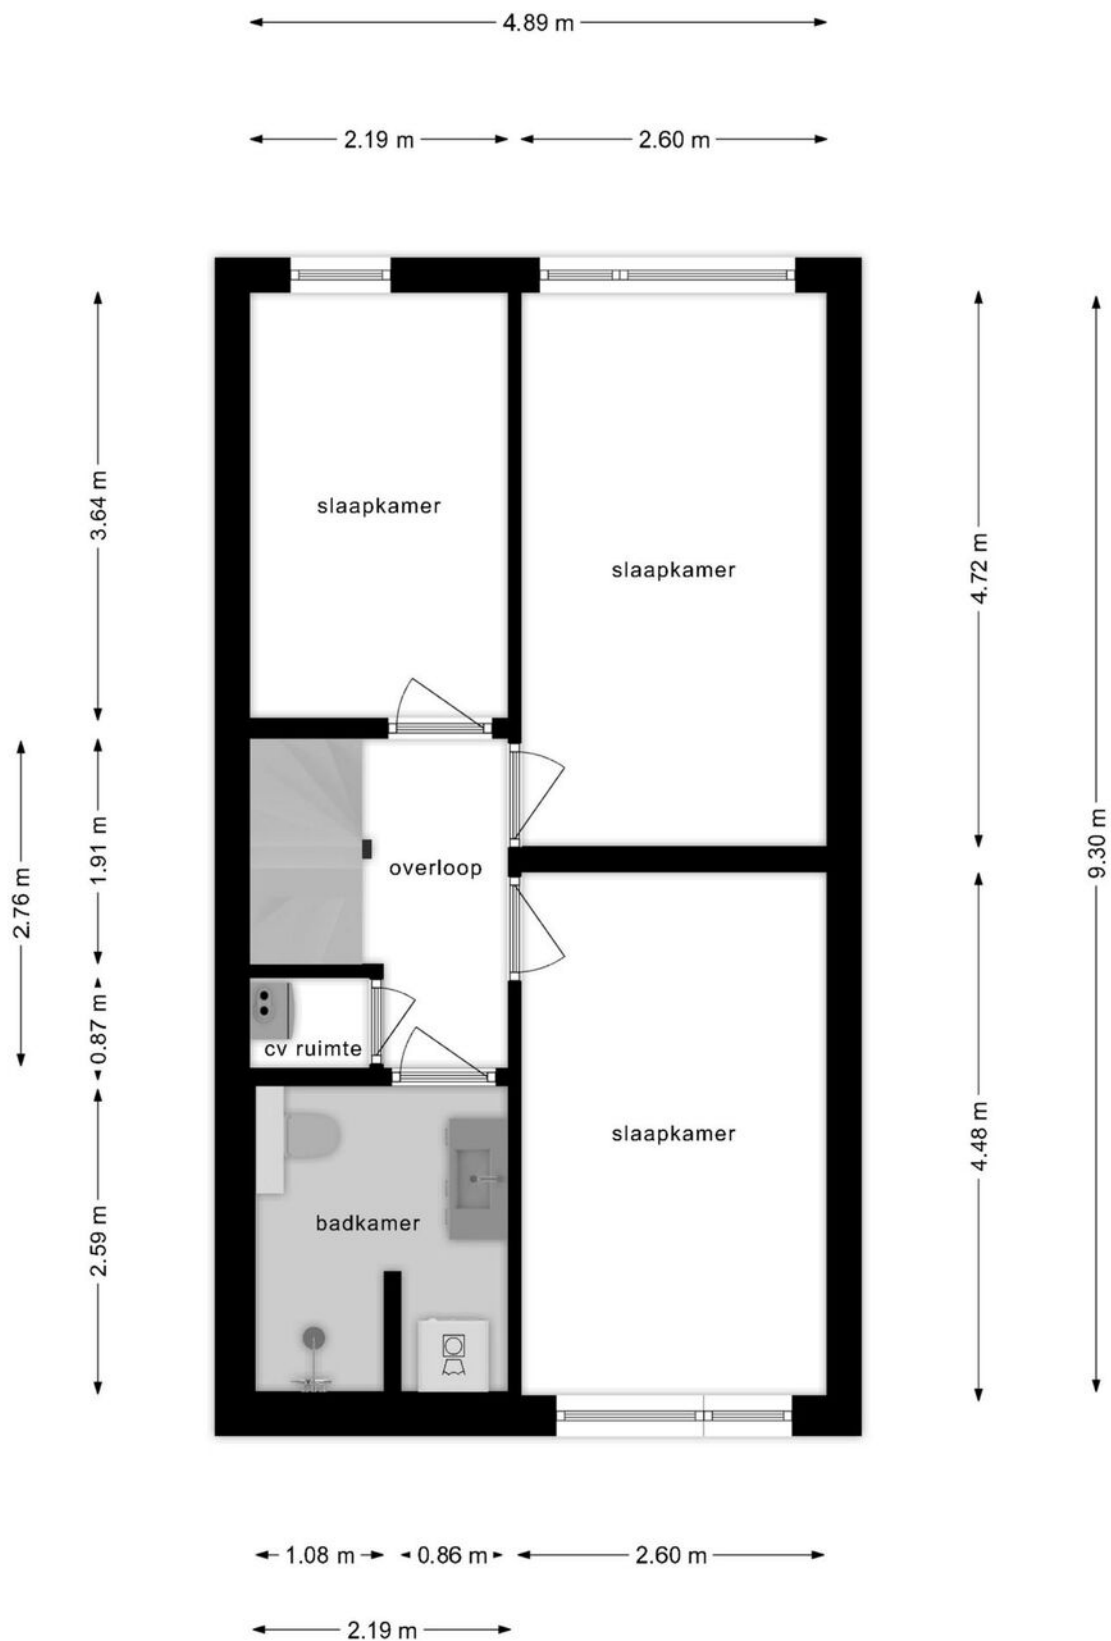 4.89 m
2.19 m
2.60 m
3.64 m
slaapkamer
slaapkamer
4.72 m
9.30 m
1.91 m
2.76 m
overloop
0.87 m
cv ruimte
slaapkamer
4.48 m
2.59 m
badkamer
1.08 m
0.86 m
2.60 m
2.19 m